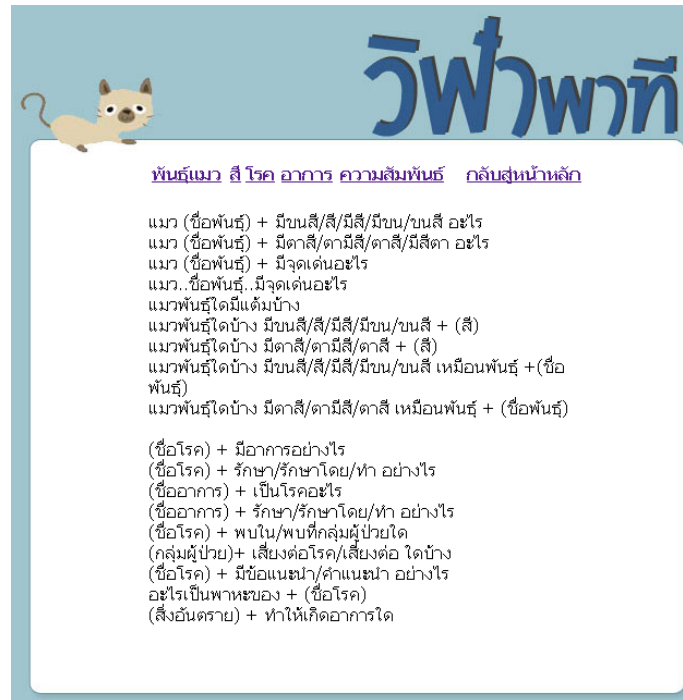 วิฬาพาที
พันธุ์แมว สี โรค อาการ ความสัมพันธ์ กลับสู่หน้าหลัก
แมว (ชื่อพันธุ์) + มีขนสี/สี/มีสี/มีขน/ขนสี อะไร
แมว (ชื่อพันธุ์) + มีตาสี/ตามีสี/ตาสี/มีสีตา อะไร
แมว (ชื่อพันธุ์) + มีจุดเด่นอะไร
แมว..ชื่อพันธุ์..มีจุดเด่นอะไร
แมวพันธุ์ใดมีแต้มบ้าง
แมวพันธุ์ใดบ้าง มีขนสี/สี/มีสี/มีขน/ขนสี + (สี)
แมวพันธุ์ใดบ้าง มีตาสี/ตามีสี/ตาสี + (สี)
แมวพันธุ์ใดบ้าง มีขนสี/สี/มีสี/มีขน/ขนสี เหมือนพันธุ์ +(ชื่อ
พันธุ์)
แมวพันธุ์ใดบ้าง มีตาสี/ตามีสี/ตาสี เหมือนพันธุ์ + (ชื่อพันธุ์)
(ชื่อโรค) + มีอาการอย่างไร
(ชื่อโรค) + รักษา/รักษาโดย/ทำ อย่างไร
(ชื่ออาการ) + เป็นโรคอะไร
(ชื่ออาการ) + รักษา/รักษาโดย/ทำ อย่างไร
(ชื่อโรค) + พบใน/พบที่กลุ่มผู้ป่วยใด
(กลุ่มผู้ป่วย)+ เสี่ยงต่อโรค/เสี่ยงต่อ ใดบ้าง
(ชื่อโรค) + มีข้อแนะนำ/คำแนะนำ อย่างไร
อะไรเป็นพาหะของ + (ชื่อโรค)
(สิ่งอันตราย) + ทำให้เกิดอาการใด